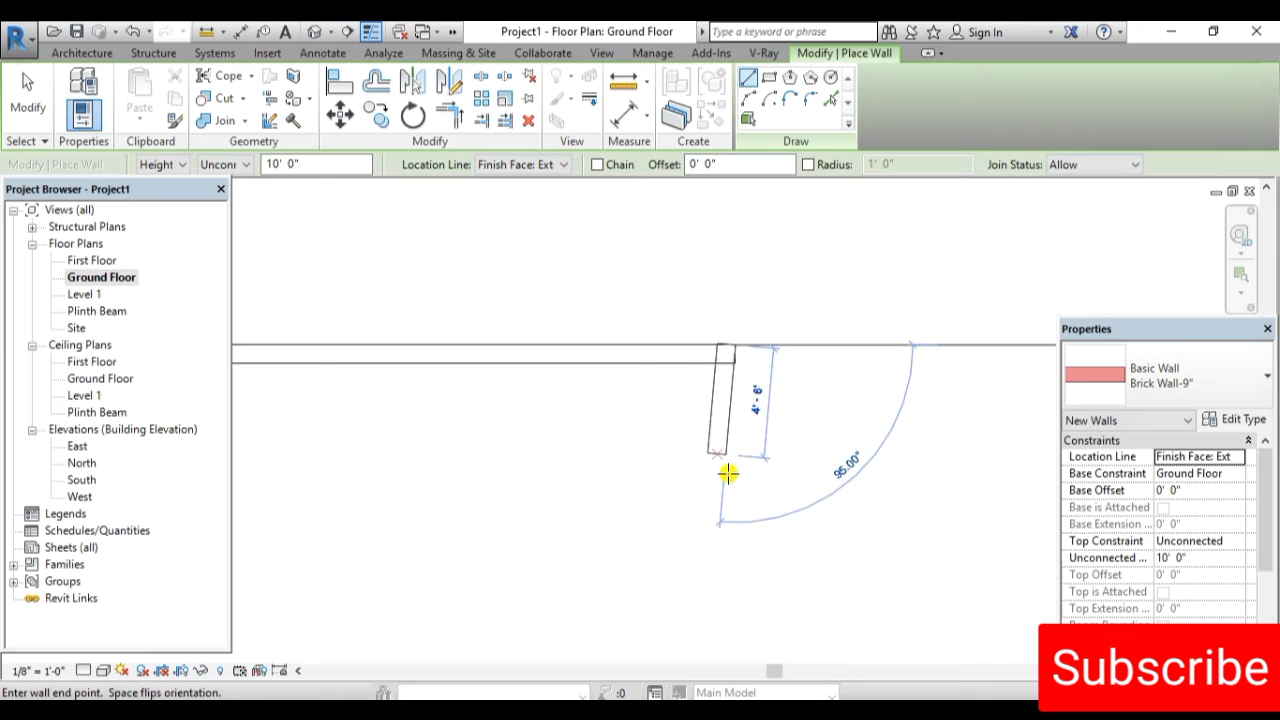 Project1 - Floor Plan: Ground Floor
Type a keyword or phrase
Sign In
Architecture Structure Systems Insert Annotate Analyze Massing & Site Collaborate View Manage Add-Ins V-Ray Modify | Place Wall
Modify
Paste
Cope
Cut
Join
Select Properties Clipboard Geometry Modify View Measure Create Draw
Modify | Place Wall Height Unconr 10' 0" Location Line: Finish Face: Ext Chain Offset: 0' 0" Radius: 1' 0" Join Status: Allow
Project Browser - Project1
Views (all)
Structural Plans
Floor Plans
First Floor
Ground Floor
Level 1
Plinth Beam
Site
Ceiling Plans
First Floor
Ground Floor
Level 1
Plinth Beam
Elevations (Building Elevation)
East
North
South
West
Legends
Schedules/Quantities
Sheets (all)
Families
Groups
Revit Links
4' - 6"
95.00°
2D
Properties
Basic Wall
Brick Wall-9"
New Walls Edit Type
Constraints
Location Line Finish Face: Ext
Base Constraint Ground Floor
Base Offset 0' 0"
Base is Attached
Base Extension ... 0' 0"
Top Constraint Unconnected
Unconnected ... 10' 0"
Top Offset 0' 0"
Top is Attached
Top Extension ... 0' 0"
Subscribe
1/8" = 1'-0"
Enter wall end point. Space flips orientation.
:0
Main Model